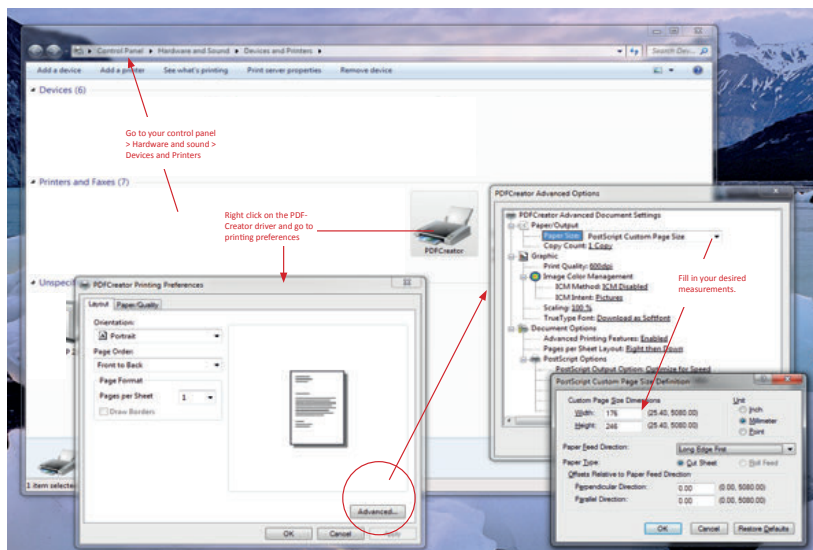 Control Panel ▸ Hardware and Sound ▸ Devices and Printers ▸
Search Dev...
Add a device Add a printer See what's printing Print server properties Remove device
Devices (6)
Go to your control panel
> Hardware and sound >
Devices and Printers
Printers and Faxes (7)
Right click on the PDF-
Creator driver and go to
printing preferences
PDFCreator
Unspeci
1 item selecte
PDFCreator Printing Preferences
Layout Paper/Quality
Orientation:
Portrait
Page Order:
Front to Back
Page Format
Pages per Sheet 1
Draw Borders
Advanced...
OK Cancel Apply
PDFCreator Advanced Options
PDFCreator Advanced Document Settings
Paper/Output
Paper Size: PostScript Custom Page Size
Copy Count: 1 Copy
Graphic
Print Quality: 600dpi
Image Color Management
ICM Method: ICM Disabled
ICM Intent: Pictures
Scaling: 100 %
TrueType Font: Download as Softfont
Document Options
Advanced Printing Features: Enabled
Pages per Sheet Layout: Right then Down
PostScript Options
PostScript Output Option: Optimize for Speed
Fill in your desired
measurements.
PostScript Custom Page Size Definition
Custom Page Size Dimensions Unit
Width: 176 (25.40, 5080.00) Inch
Height: 246 (25.40, 5080.00) Millimeter
Point
Paper Feed Direction: Long Edge First
Paper Type: Cut Sheet Roll Feed
Offsets Relative to Paper Feed Direction
Perpendicular Direction: 0.00 (0.00, 5080.00)
Parallel Direction: 0.00 (0.00, 5080.00)
OK Cancel Restore Defaults